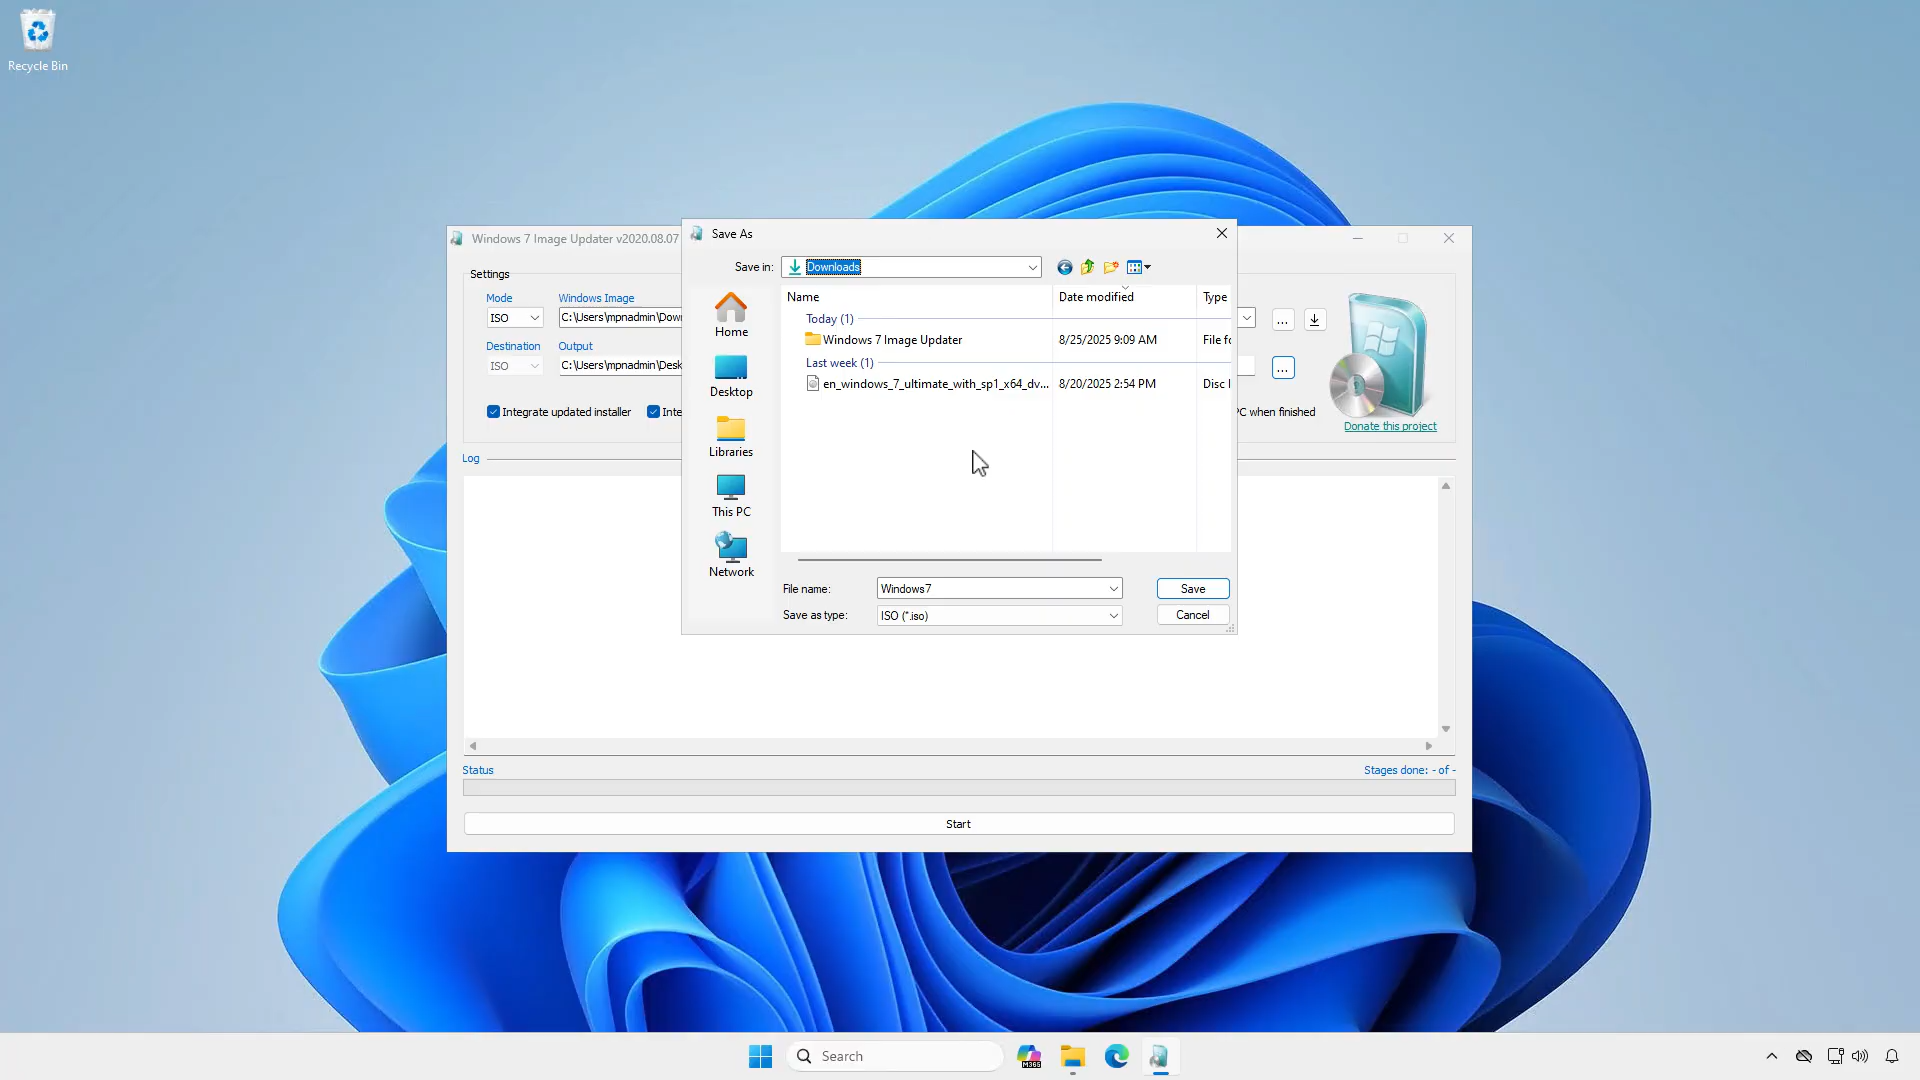 Recycle Bin
Windows 7 Image Updater v2020.08.07
Settings
Mode
Windows Image
ISO
C:\Users\mpnadmin\Dow
...
Destination
Output
ISO
C:\Users\mpnadmin\Desk
...
Integrate updated installer
Inte
PC when finished
Donate this project
Log
Save As
Save in:
Downloads
Home
Desktop
Libraries
This PC
Network
Name
Date modified
Type
Today (1)
Windows 7 Image Updater
8/25/2025 9:09 AM
File fo
Last week (1)
en_windows_7_ultimate_with_sp1_x64_dv...
8/20/2025 2:54 PM
Disc I
File name:
Windows7
Save
Save as type:
ISO (*.iso)
Cancel
Status
Stages done: - of -
Start
Search
M365